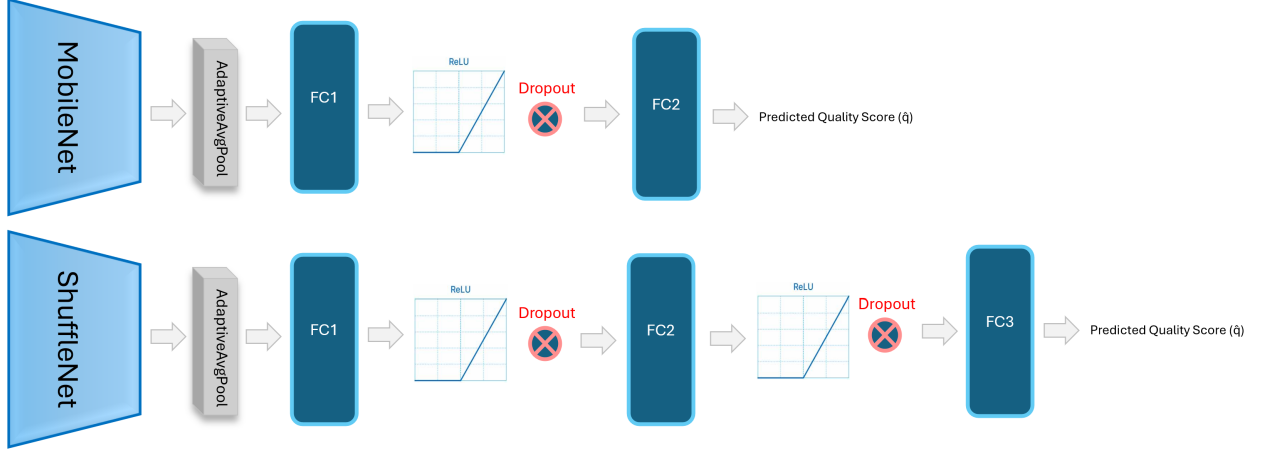 MobileNet
AdaptiveAvgPool
FC1
ReLU
Dropout
FC2
Predicted Quality Score (q̂)
ShuffleNet
AdaptiveAvgPool
FC1
ReLU
Dropout
FC2
ReLU
Dropout
FC3
Predicted Quality Score (q̂)